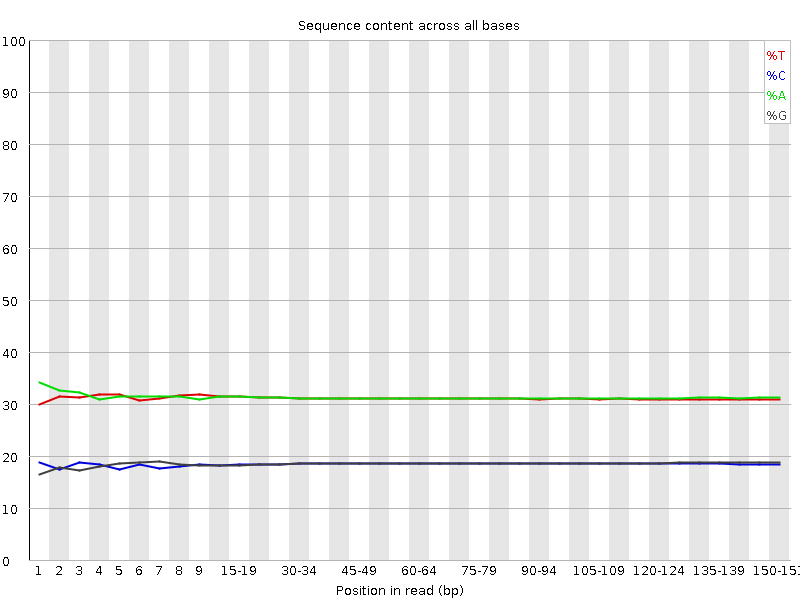 Sequence content across all bases
100
90
80
70
60
50
40
30
20
10
0
%T
%C
%A
%G
1 2 3 4 5 6 7 8 9 15-19 30-34 45-49 60-64 75-79 90-94 105-109 120-124 135-139 150-151
Position in read (bp)